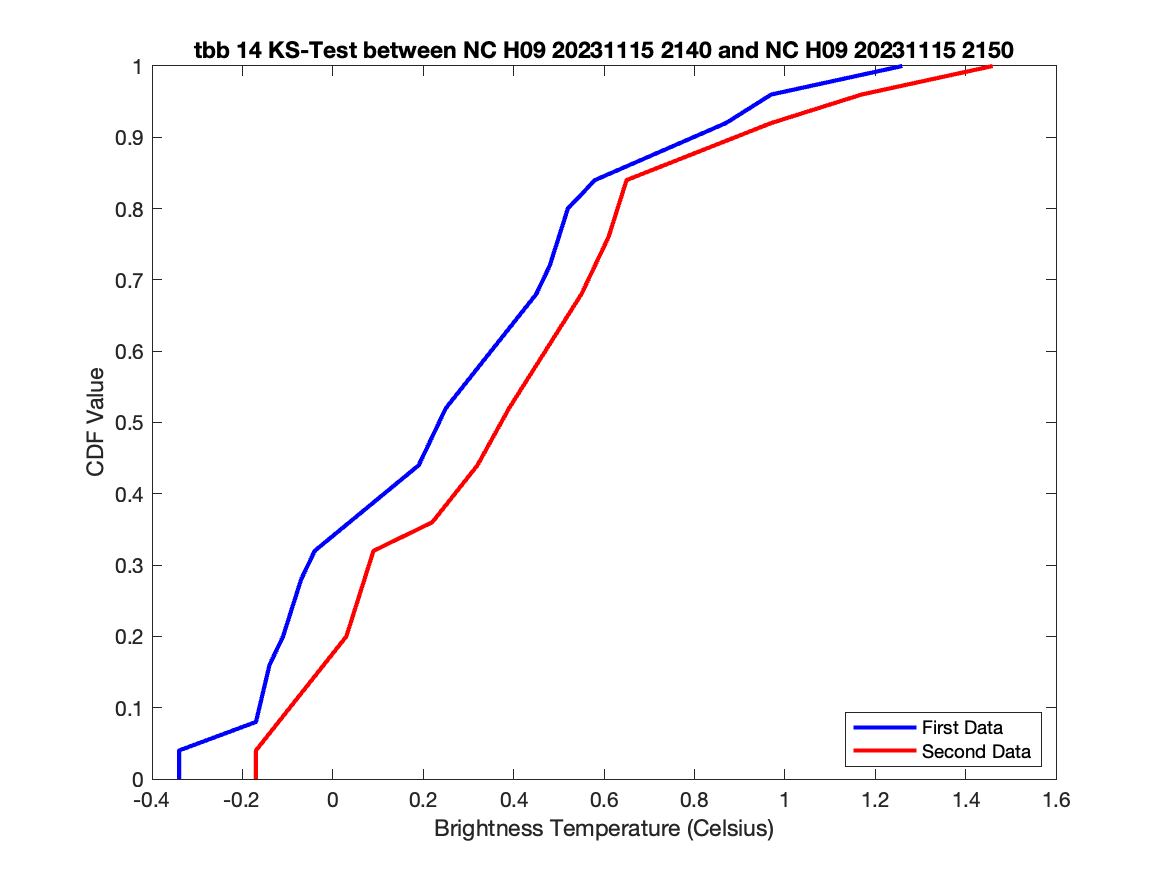 tbb 14 KS-Test between NC H09 20231115 2140 and NC H09 20231115 2150
1
0.9
0.8
0.7
0.6
0.5
0.4
0.3
0.2
0.1
0
CDF Value
-0.4 -0.2 0 0.2 0.4 0.6 0.8 1 1.2 1.4 1.6
Brightness Temperature (Celsius)
First Data
Second Data